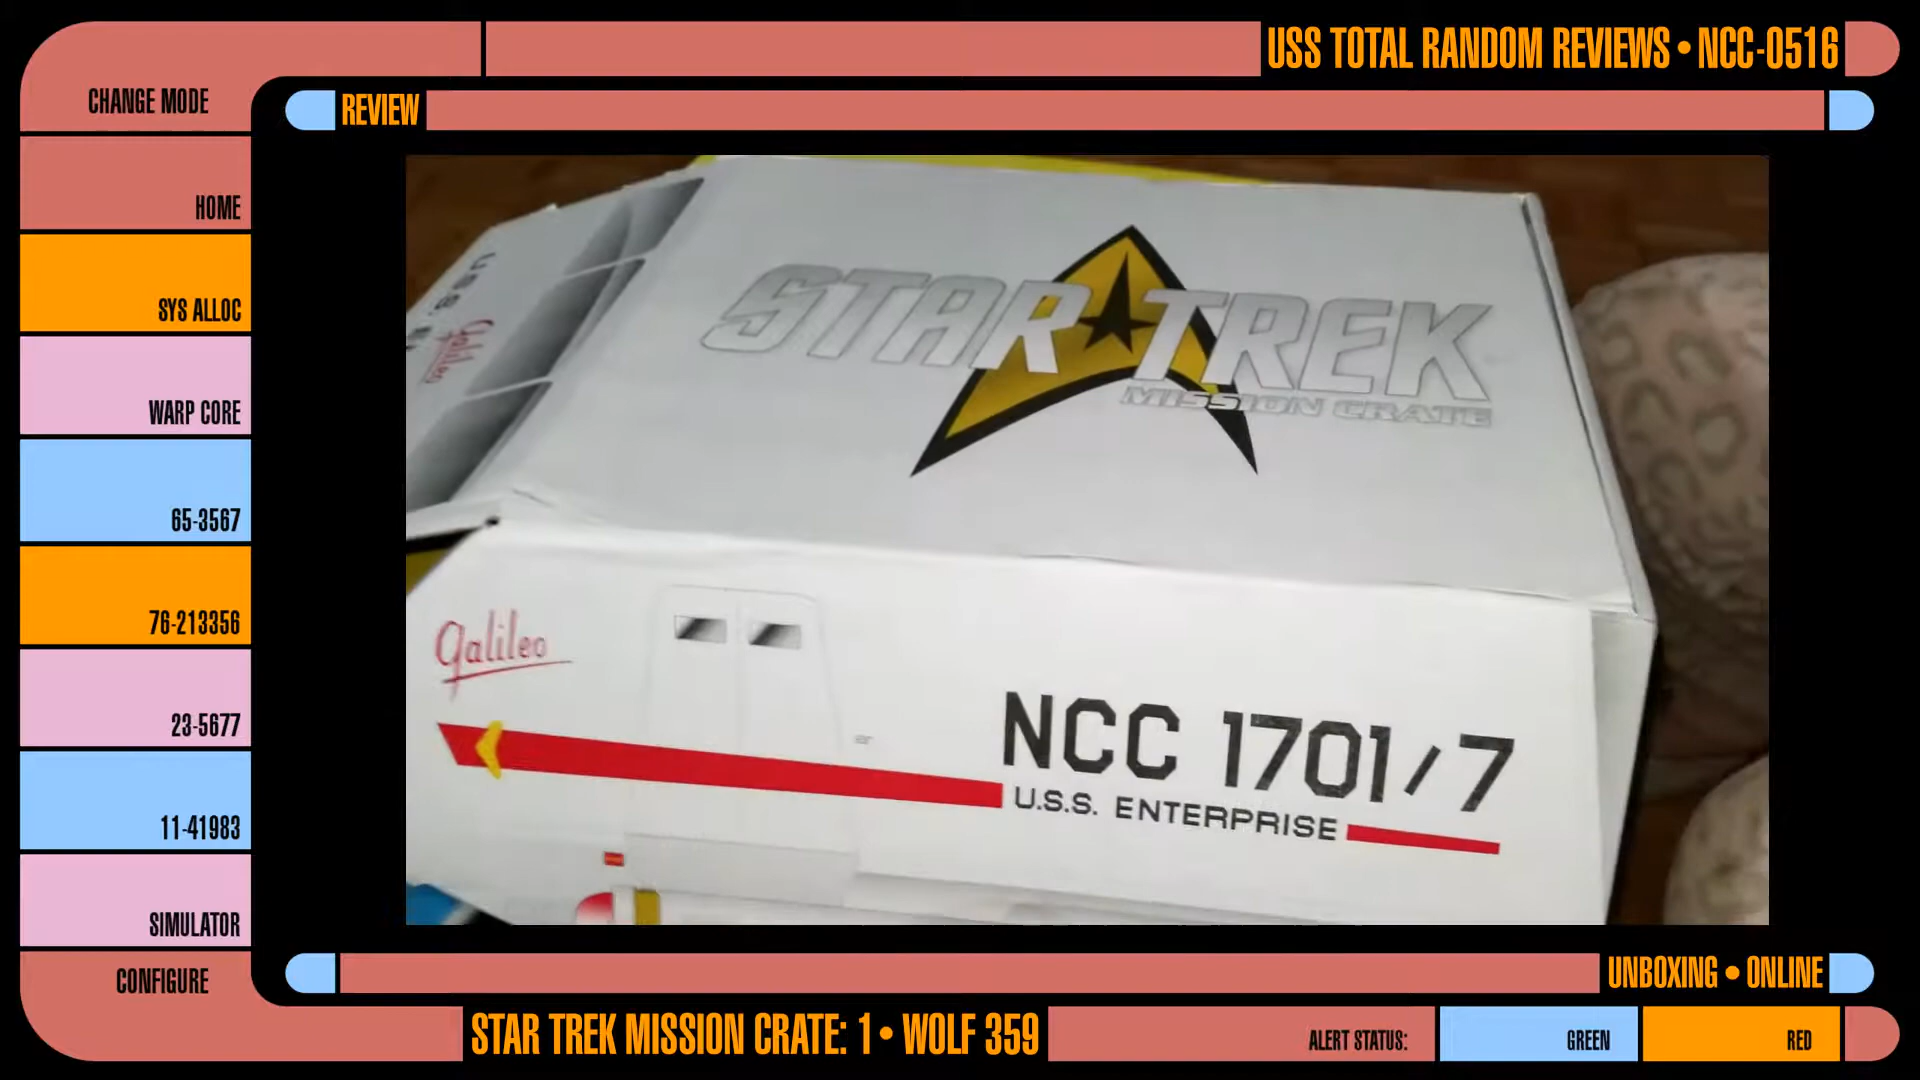 USS TOTAL RANDOM REVIEWS • NCC-0516
CHANGE MODE
REVIEW
HOME
SYS ALLOC
WARP CORE
65-3567
76-213356
23-5677
11-41983
SIMULATOR
CONFIGURE
STAR TREK
MISSION CRATE
Galileo
Galileo
NCC 1701/7
U.S.S. ENTERPRISE
UNBOXING • ONLINE
STAR TREK MISSION CRATE: 1 • WOLF 359
ALERT STATUS:
GREEN
RED